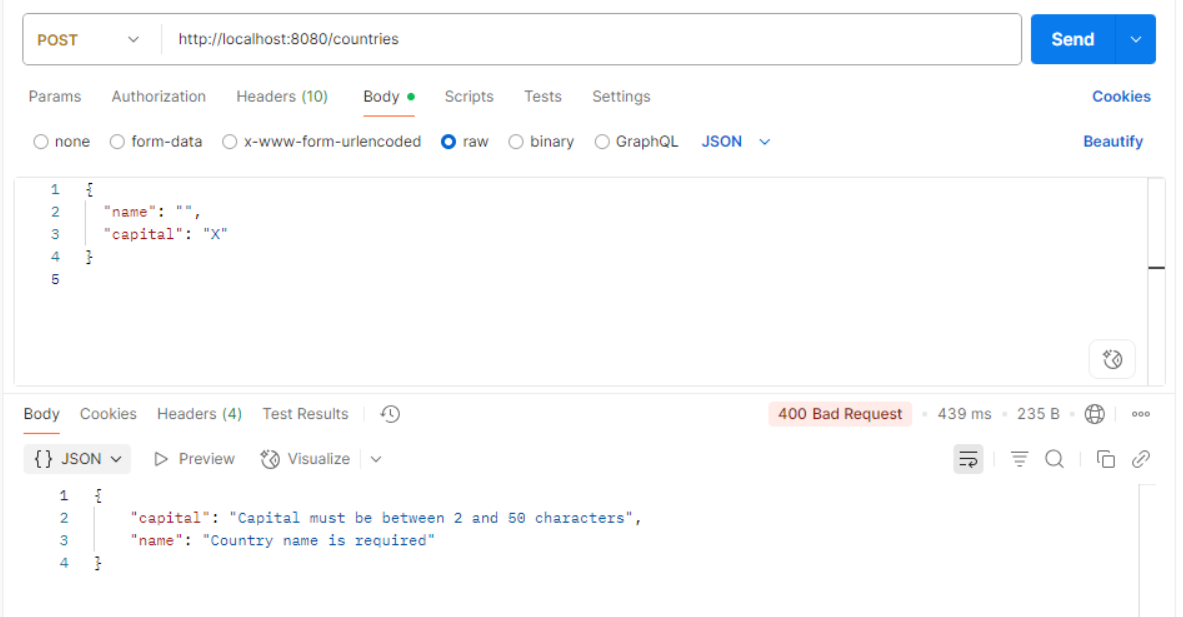 POST http://localhost:8080/countries Send
Params Authorization Headers (10) Body Scripts Tests Settings Cookies
none form-data x-www-form-urlencoded raw binary GraphQL JSON Beautify
1 {
2 "name": "",
3 "capital": "X"
4 }
5
Body Cookies Headers (4) Test Results 400 Bad Request 439 ms 235 B
{} JSON Preview Visualize
1 {
2 "capital": "Capital must be between 2 and 50 characters",
3 "name": "Country name is required"
4 }